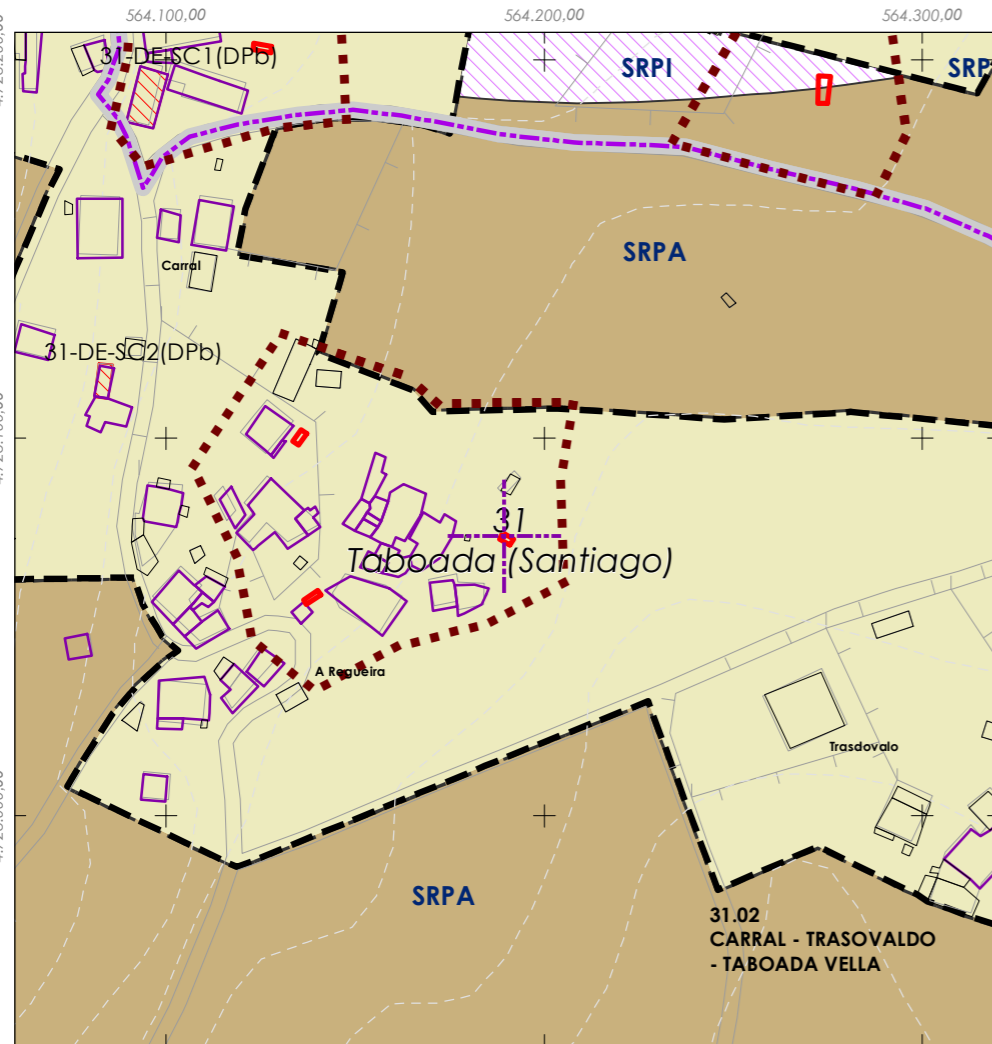 564.100,00
564.200,00
564.300,00
31-DE-SC1(DPb)
SRPI
SRP
Carral
SRPA
31-DE-SC2(DPb)
31
Taboada (Santiago)
A Regueira
Trasdovalo
SRPA
31.02
CARRAL - TRASOVALDO
- TABOADA VELLA